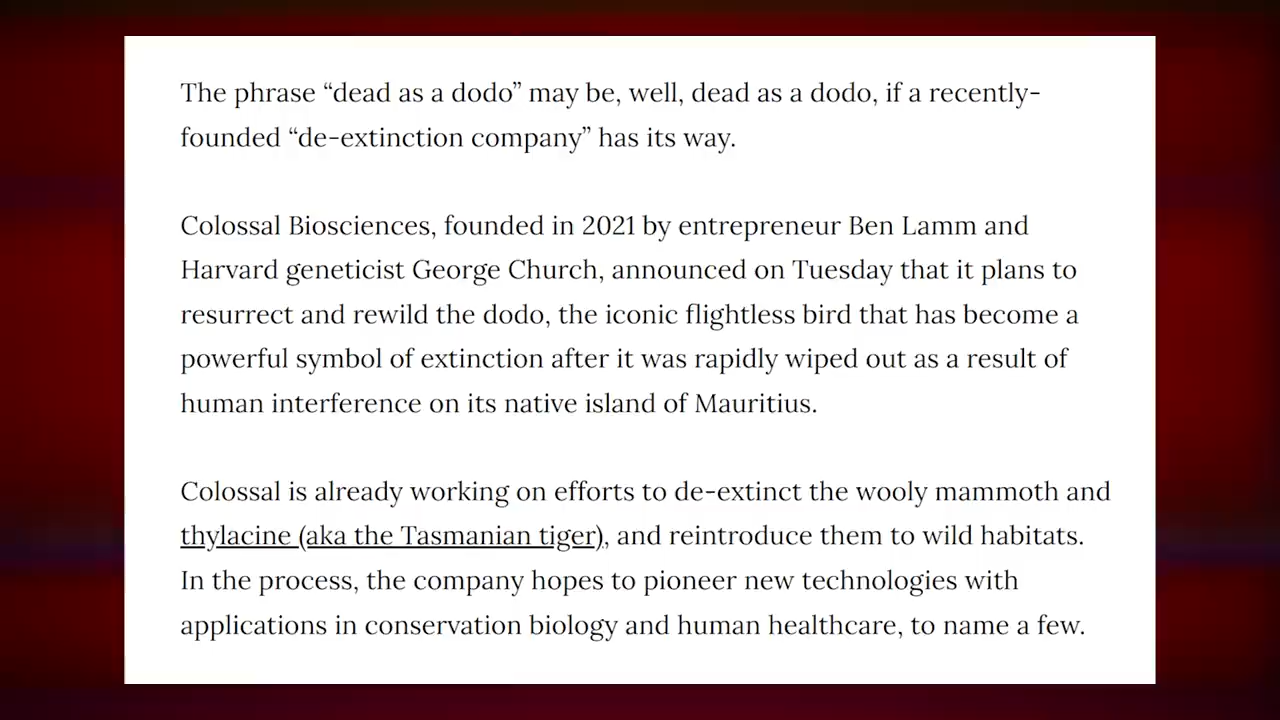 The phrase “dead as a dodo” may be, well, dead as a dodo, if a recently-
founded “de-extinction company” has its way.
Colossal Biosciences, founded in 2021 by entrepreneur Ben Lamm and
Harvard geneticist George Church, announced on Tuesday that it plans to
resurrect and rewild the dodo, the iconic flightless bird that has become a
powerful symbol of extinction after it was rapidly wiped out as a result of
human interference on its native island of Mauritius.
Colossal is already working on efforts to de-extinct the wooly mammoth and
thylacine (aka the Tasmanian tiger), and reintroduce them to wild habitats.
In the process, the company hopes to pioneer new technologies with
applications in conservation biology and human healthcare, to name a few.